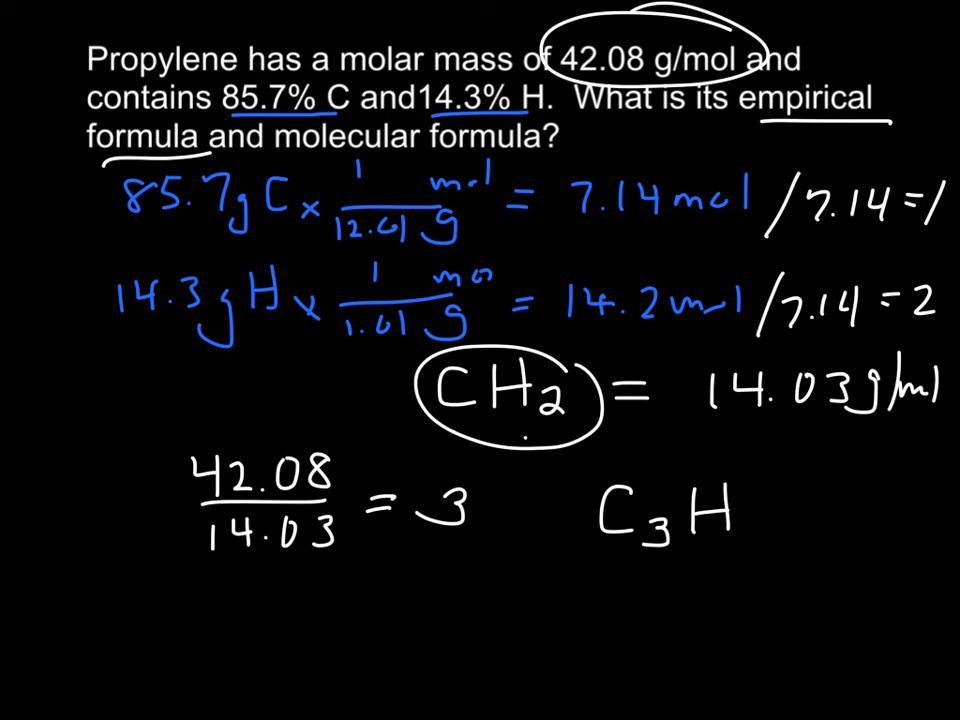 Propylene has a molar mass of 42.08 g/mol and
contains 85.7% C and14.3% H. What is its empirical
formula and molecular formula?
85.7g C x 1 mol / 12.01 g = 7.14 mol /7.14 = 1
14.3g H x 1 mo / 1.01 g = 14.2 mol /7.14 = 2
CH2 = 14.03 g/ml
42.08 / 14.03 = 3 C3H